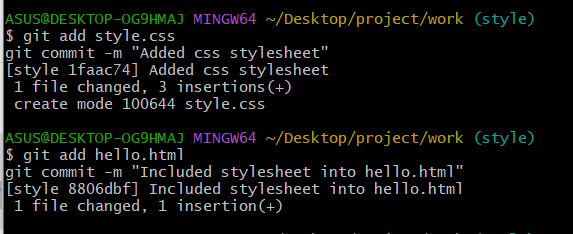 ASUS@DESKTOP-OG9HMAJ MINGW64 ~/Desktop/project/work (style)
$ git add style.css
git commit -m "Added css stylesheet"
[style 1faac74] Added css stylesheet
 1 file changed, 3 insertions(+)
 create mode 100644 style.css
ASUS@DESKTOP-OG9HMAJ MINGW64 ~/Desktop/project/work (style)
$ git add hello.html
git commit -m "Included stylesheet into hello.html"
[style 8806dbf] Included stylesheet into hello.html
 1 file changed, 1 insertion(+)